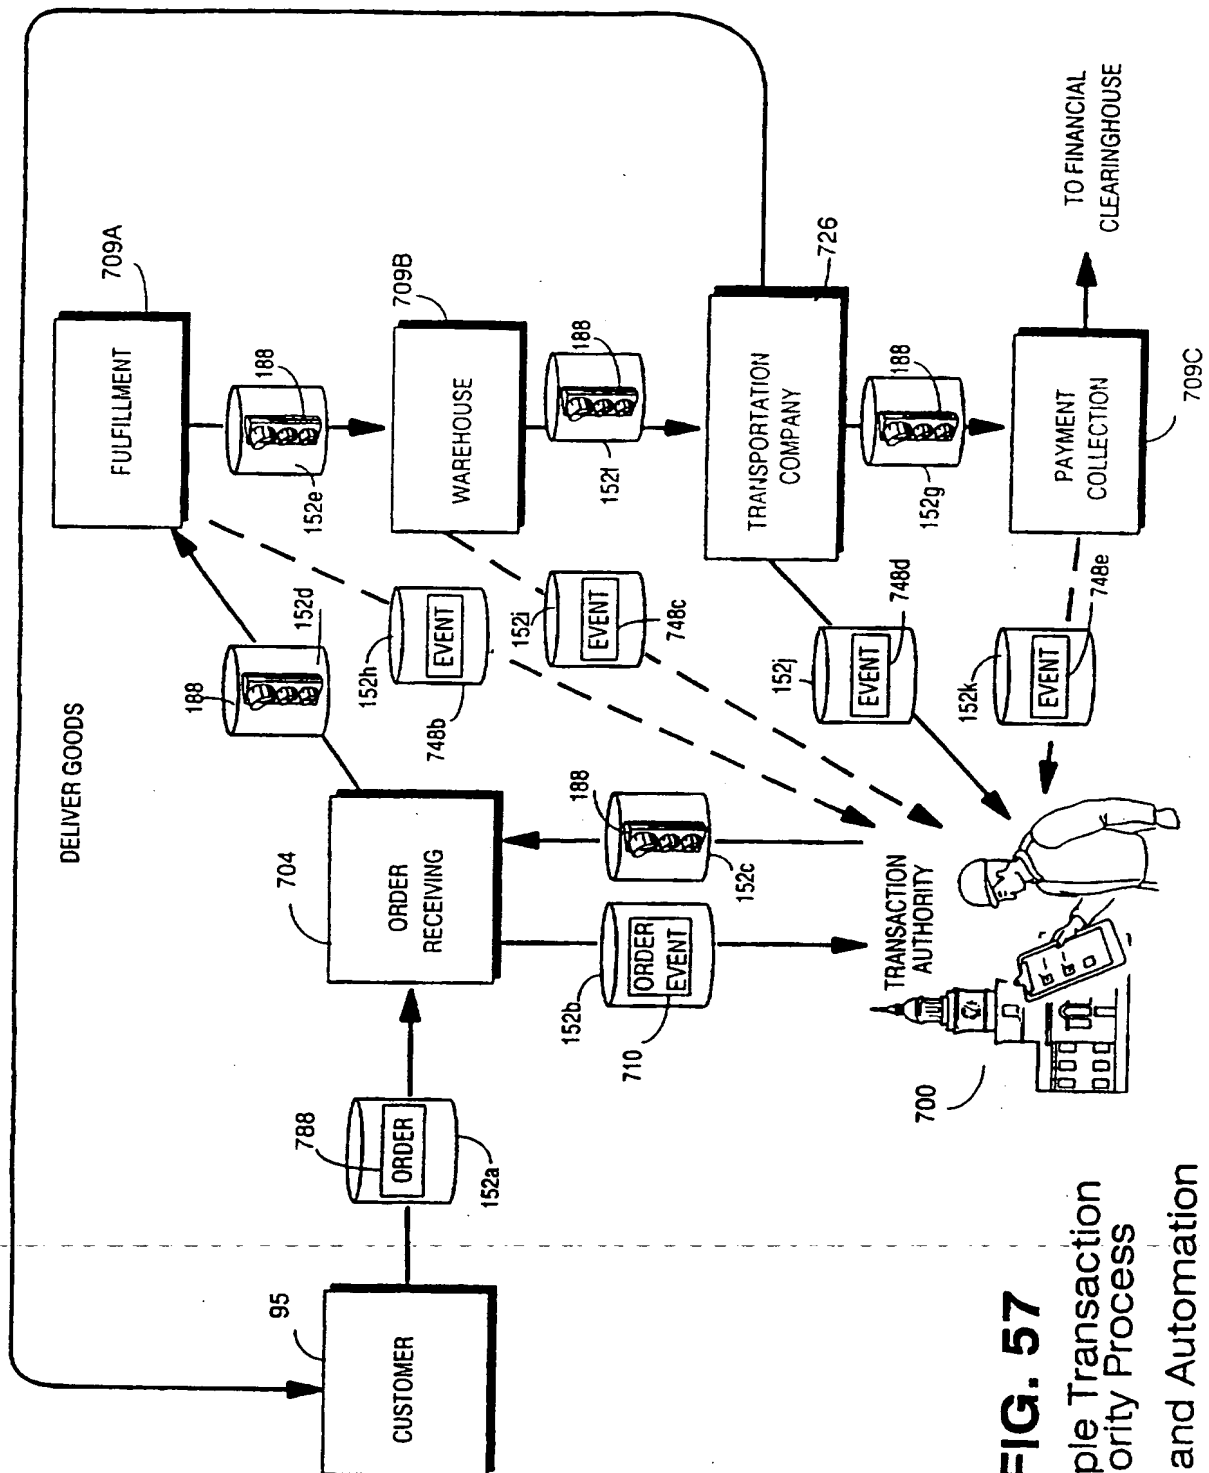 DELIVER GOODS
95
CUSTOMER
788
ORDER
152a
704
ORDER
RECEIVING
188
152d
709A
FULFILLMENT
188
152e
709B
WAREHOUSE
188
152f
726
TRANSPORTATION
COMPANY
188
152g
PAYMENT
COLLECTION
709C
TO FINANCIAL
CLEARINGHOUSE
152h
EVENT
748b
152i
EVENT
748c
152j
EVENT
748d
152k
EVENT
748e
152b
ORDER
EVENT
710
188
152c
TRANSACTION
AUTHORITY
700
FIG. 57
ple Transaction
ority Process
and Automation